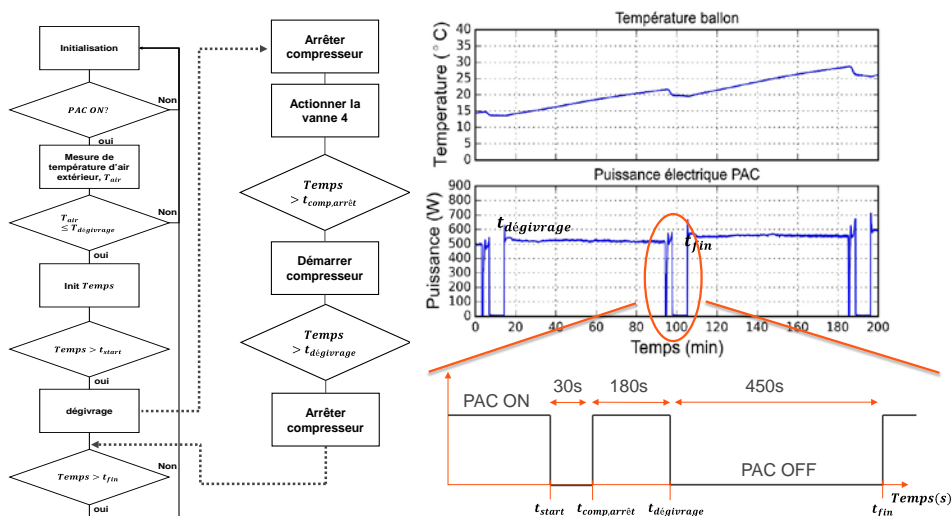 Initialisation
PAC ON?
Non
oui
Mesure de
température d'air
extérieur, T_air
T_air
≤ T_dégivrage
Non
oui
Init Temps
Temps > t_start
oui
dégivrage
Temps > t_fin
Non
oui
Arrêter
compresseur
Actionner la
vanne 4
Temps
> t_comp,arrêt
Démarrer
compresseur
Temps
> t_dégivrage
Arrêter
compresseur
Température ballon
Temperature (°C)
40
35
30
25
20
15
10
5
0
Puissance électrique PAC
Puissance (W)
900
800
700
600
500
400
300
200
100
0
t_dégivrage
t_fin
0 20 40 60 80 100 120 140 160 180 200
Temps (min)
30s 180s 450s
PAC ON
PAC OFF
Temps(s)
t_start t_comp,arrêt t_dégivrage t_fin